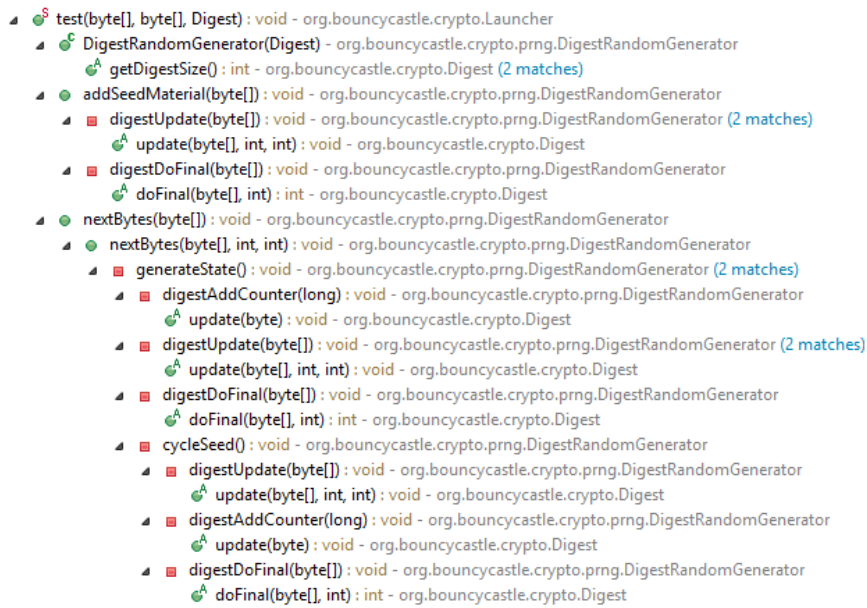 S test(byte[], byte[], Digest) : void - org.bouncycastle.crypto.Launcher
C DigestRandomGenerator(Digest) - org.bouncycastle.crypto.prng.DigestRandomGenerator
A getDigestSize() : int - org.bouncycastle.crypto.Digest (2 matches)
addSeedMaterial(byte[]) : void - org.bouncycastle.crypto.prng.DigestRandomGenerator
digestUpdate(byte[]) : void - org.bouncycastle.crypto.prng.DigestRandomGenerator (2 matches)
A update(byte[], int, int) : void - org.bouncycastle.crypto.Digest
digestDoFinal(byte[]) : void - org.bouncycastle.crypto.prng.DigestRandomGenerator
A doFinal(byte[], int) : int - org.bouncycastle.crypto.Digest
nextBytes(byte[]) : void - org.bouncycastle.crypto.prng.DigestRandomGenerator
nextBytes(byte[], int, int) : void - org.bouncycastle.crypto.prng.DigestRandomGenerator
generateState() : void - org.bouncycastle.crypto.prng.DigestRandomGenerator (2 matches)
digestAddCounter(long) : void - org.bouncycastle.crypto.prng.DigestRandomGenerator
A update(byte) : void - org.bouncycastle.crypto.Digest
digestUpdate(byte[]) : void - org.bouncycastle.crypto.prng.DigestRandomGenerator (2 matches)
A update(byte[], int, int) : void - org.bouncycastle.crypto.Digest
digestDoFinal(byte[]) : void - org.bouncycastle.crypto.prng.DigestRandomGenerator
A doFinal(byte[], int) : int - org.bouncycastle.crypto.Digest
cycleSeed() : void - org.bouncycastle.crypto.prng.DigestRandomGenerator
digestUpdate(byte[]) : void - org.bouncycastle.crypto.prng.DigestRandomGenerator
A update(byte[], int, int) : void - org.bouncycastle.crypto.Digest
digestAddCounter(long) : void - org.bouncycastle.crypto.prng.DigestRandomGenerator
A update(byte) : void - org.bouncycastle.crypto.Digest
digestDoFinal(byte[]) : void - org.bouncycastle.crypto.prng.DigestRandomGenerator
A doFinal(byte[], int) : int - org.bouncycastle.crypto.Digest